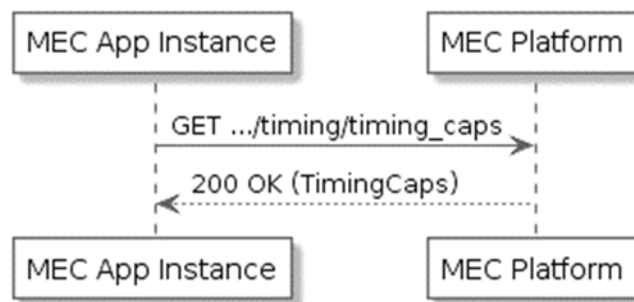 MEC App Instance
MEC Platform
GET .../timing/timing_caps
200 OK (TimingCaps)
MEC App Instance
MEC Platform